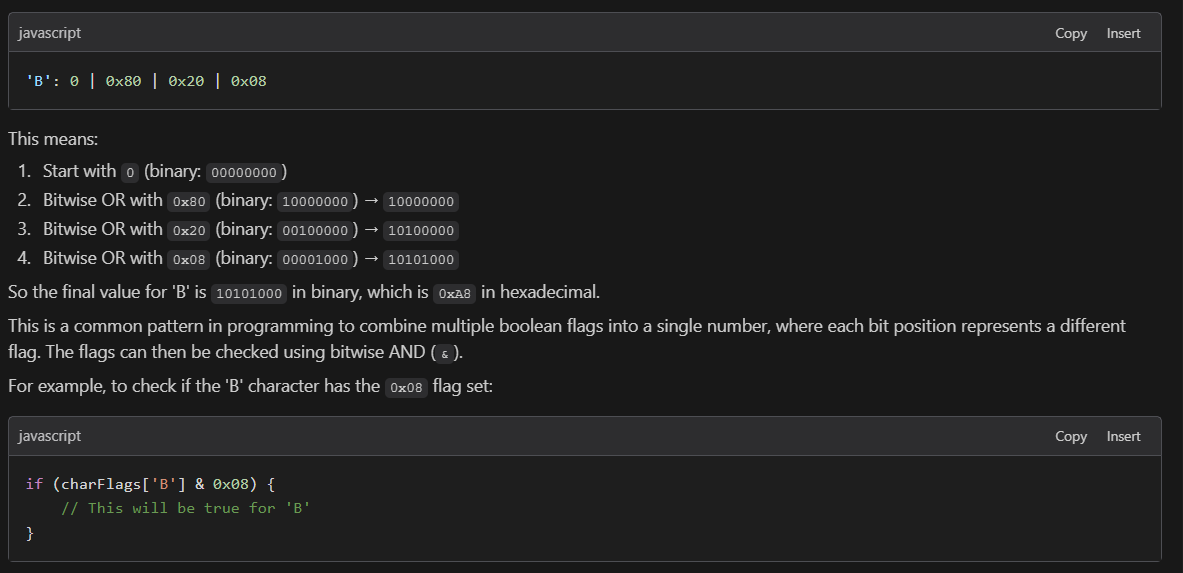 javascript Copy Insert
'B': 0 | 0x80 | 0x20 | 0x08
This means:
1. Start with 0 (binary: 00000000)
2. Bitwise OR with 0x80 (binary: 10000000) → 10000000
3. Bitwise OR with 0x20 (binary: 00100000) → 10100000
4. Bitwise OR with 0x08 (binary: 00001000) → 10101000
So the final value for 'B' is 10101000 in binary, which is 0xA8 in hexadecimal.
This is a common pattern in programming to combine multiple boolean flags into a single number, where each bit position represents a different
flag. The flags can then be checked using bitwise AND (&).
For example, to check if the 'B' character has the 0x08 flag set:
javascript Copy Insert
if (charFlags['B'] & 0x08) {
    // This will be true for 'B'
}